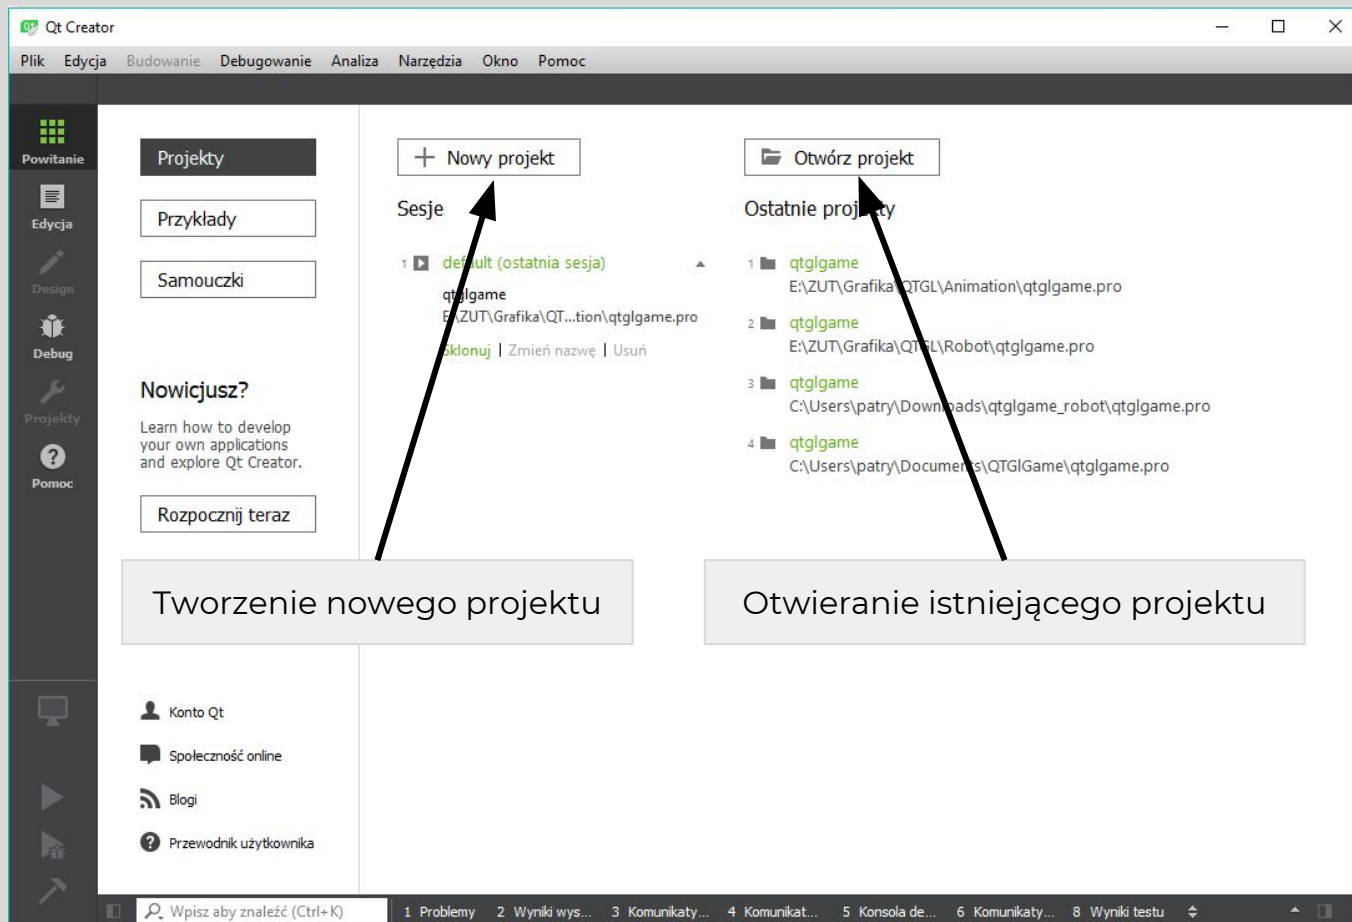 Qt Creator
Plik Edycja Budowanie Debugowanie Analiza Narzędzia Okno Pomoc
Powitanie
Edycja
Design
Debug
Projekty
Pomoc
Projekty
Przykłady
Samouczki
Nowicjusz?
Learn how to develop
your own applications
and explore Qt Creator.
Rozpocznij teraz
Nowy projekt
Sesje
1 default (ostatnia sesja)
qtglgame
E:\ZUT\Grafika\QT...tion\qtglgame.pro
Sklonuj | Zmień nazwę | Usuń
Otwórz projekt
Ostatnie projekty
1 qtglgame
E:\ZUT\Grafika\QTGL\Animation\qtglgame.pro
2 qtglgame
E:\ZUT\Grafika\QTGL\Robot\qtglgame.pro
3 qtglgame
C:\Users\patry\Downloads\qtglgame_robot\qtglgame.pro
4 qtglgame
C:\Users\patry\Documents\QTGlGame\qtglgame.pro
Tworzenie nowego projektu
Otwieranie istniejącego projektu
Konto Qt
Społeczność online
Blogi
Przewodnik użytkownika
Wpisz aby znaleźć (Ctrl+K)
1 Problemy 2 Wyniki wys... 3 Komunikaty... 4 Komunikat... 5 Konsola de... 6 Komunikaty... 8 Wyniki testu